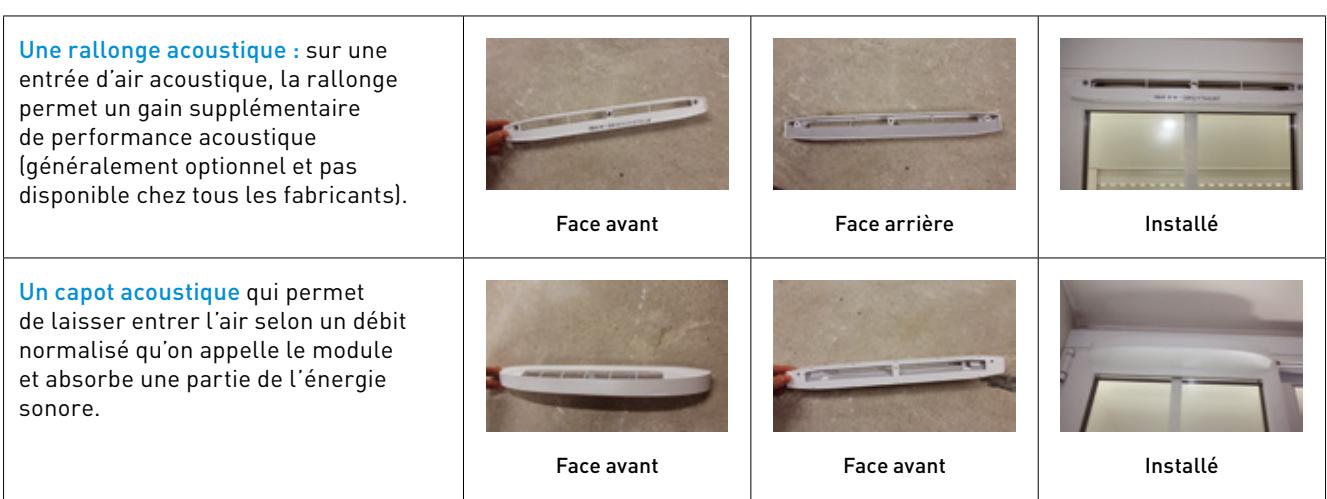 Une rallonge acoustique : sur une
entrée d’air acoustique, la rallonge
permet un gain supplémentaire
de performance acoustique
(généralement optionnel et pas
disponible chez tous les fabricants).
Face avant
Face arrière
Installé
Un capot acoustique qui permet
de laisser entrer l’air selon un débit
normalisé qu’on appelle le module
et absorbe une partie de l’énergie
sonore.
Face avant
Face avant
Installé